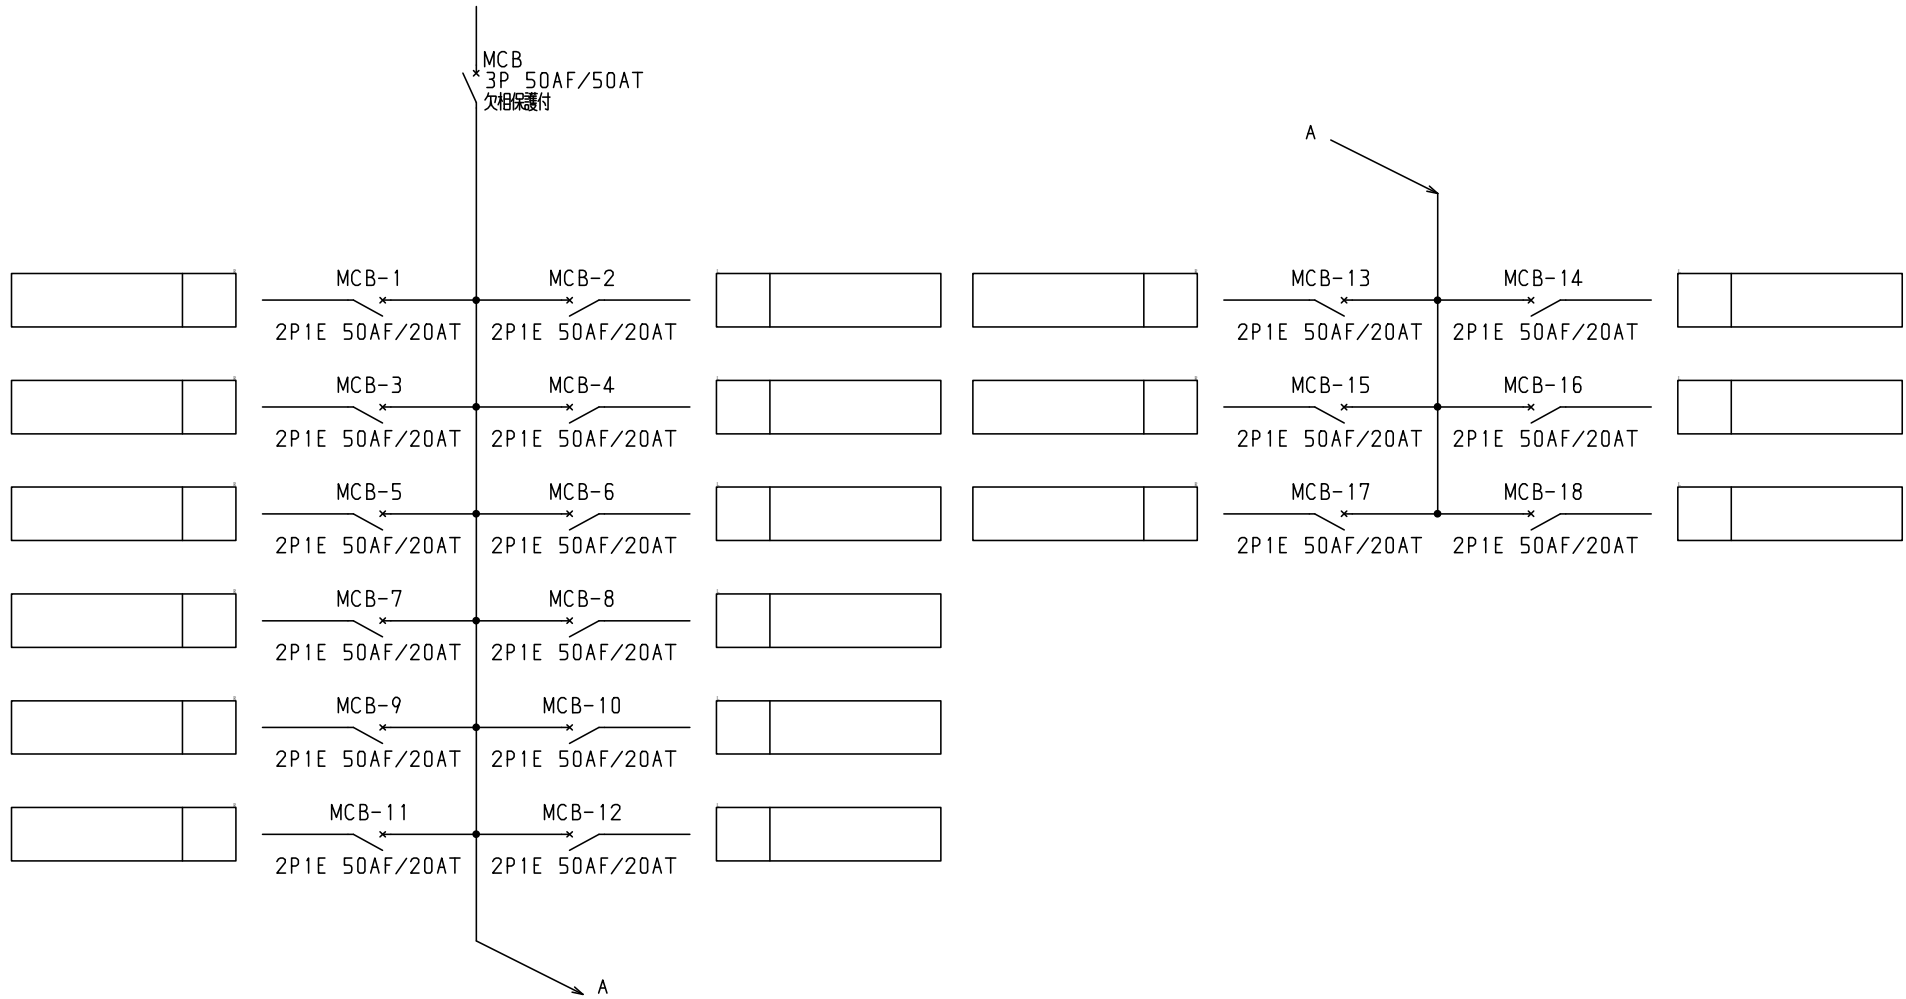 MCB
3P 50AF/50AT
欠相保護付
A
MCB-1
2P1E 50AF/20AT
MCB-2
2P1E 50AF/20AT
MCB-3
2P1E 50AF/20AT
MCB-4
2P1E 50AF/20AT
MCB-5
2P1E 50AF/20AT
MCB-6
2P1E 50AF/20AT
MCB-7
2P1E 50AF/20AT
MCB-8
2P1E 50AF/20AT
MCB-9
2P1E 50AF/20AT
MCB-10
2P1E 50AF/20AT
MCB-11
2P1E 50AF/20AT
MCB-12
2P1E 50AF/20AT
A
MCB-13
2P1E 50AF/20AT
MCB-14
2P1E 50AF/20AT
MCB-15
2P1E 50AF/20AT
MCB-16
2P1E 50AF/20AT
MCB-17
2P1E 50AF/20AT
MCB-18
2P1E 50AF/20AT